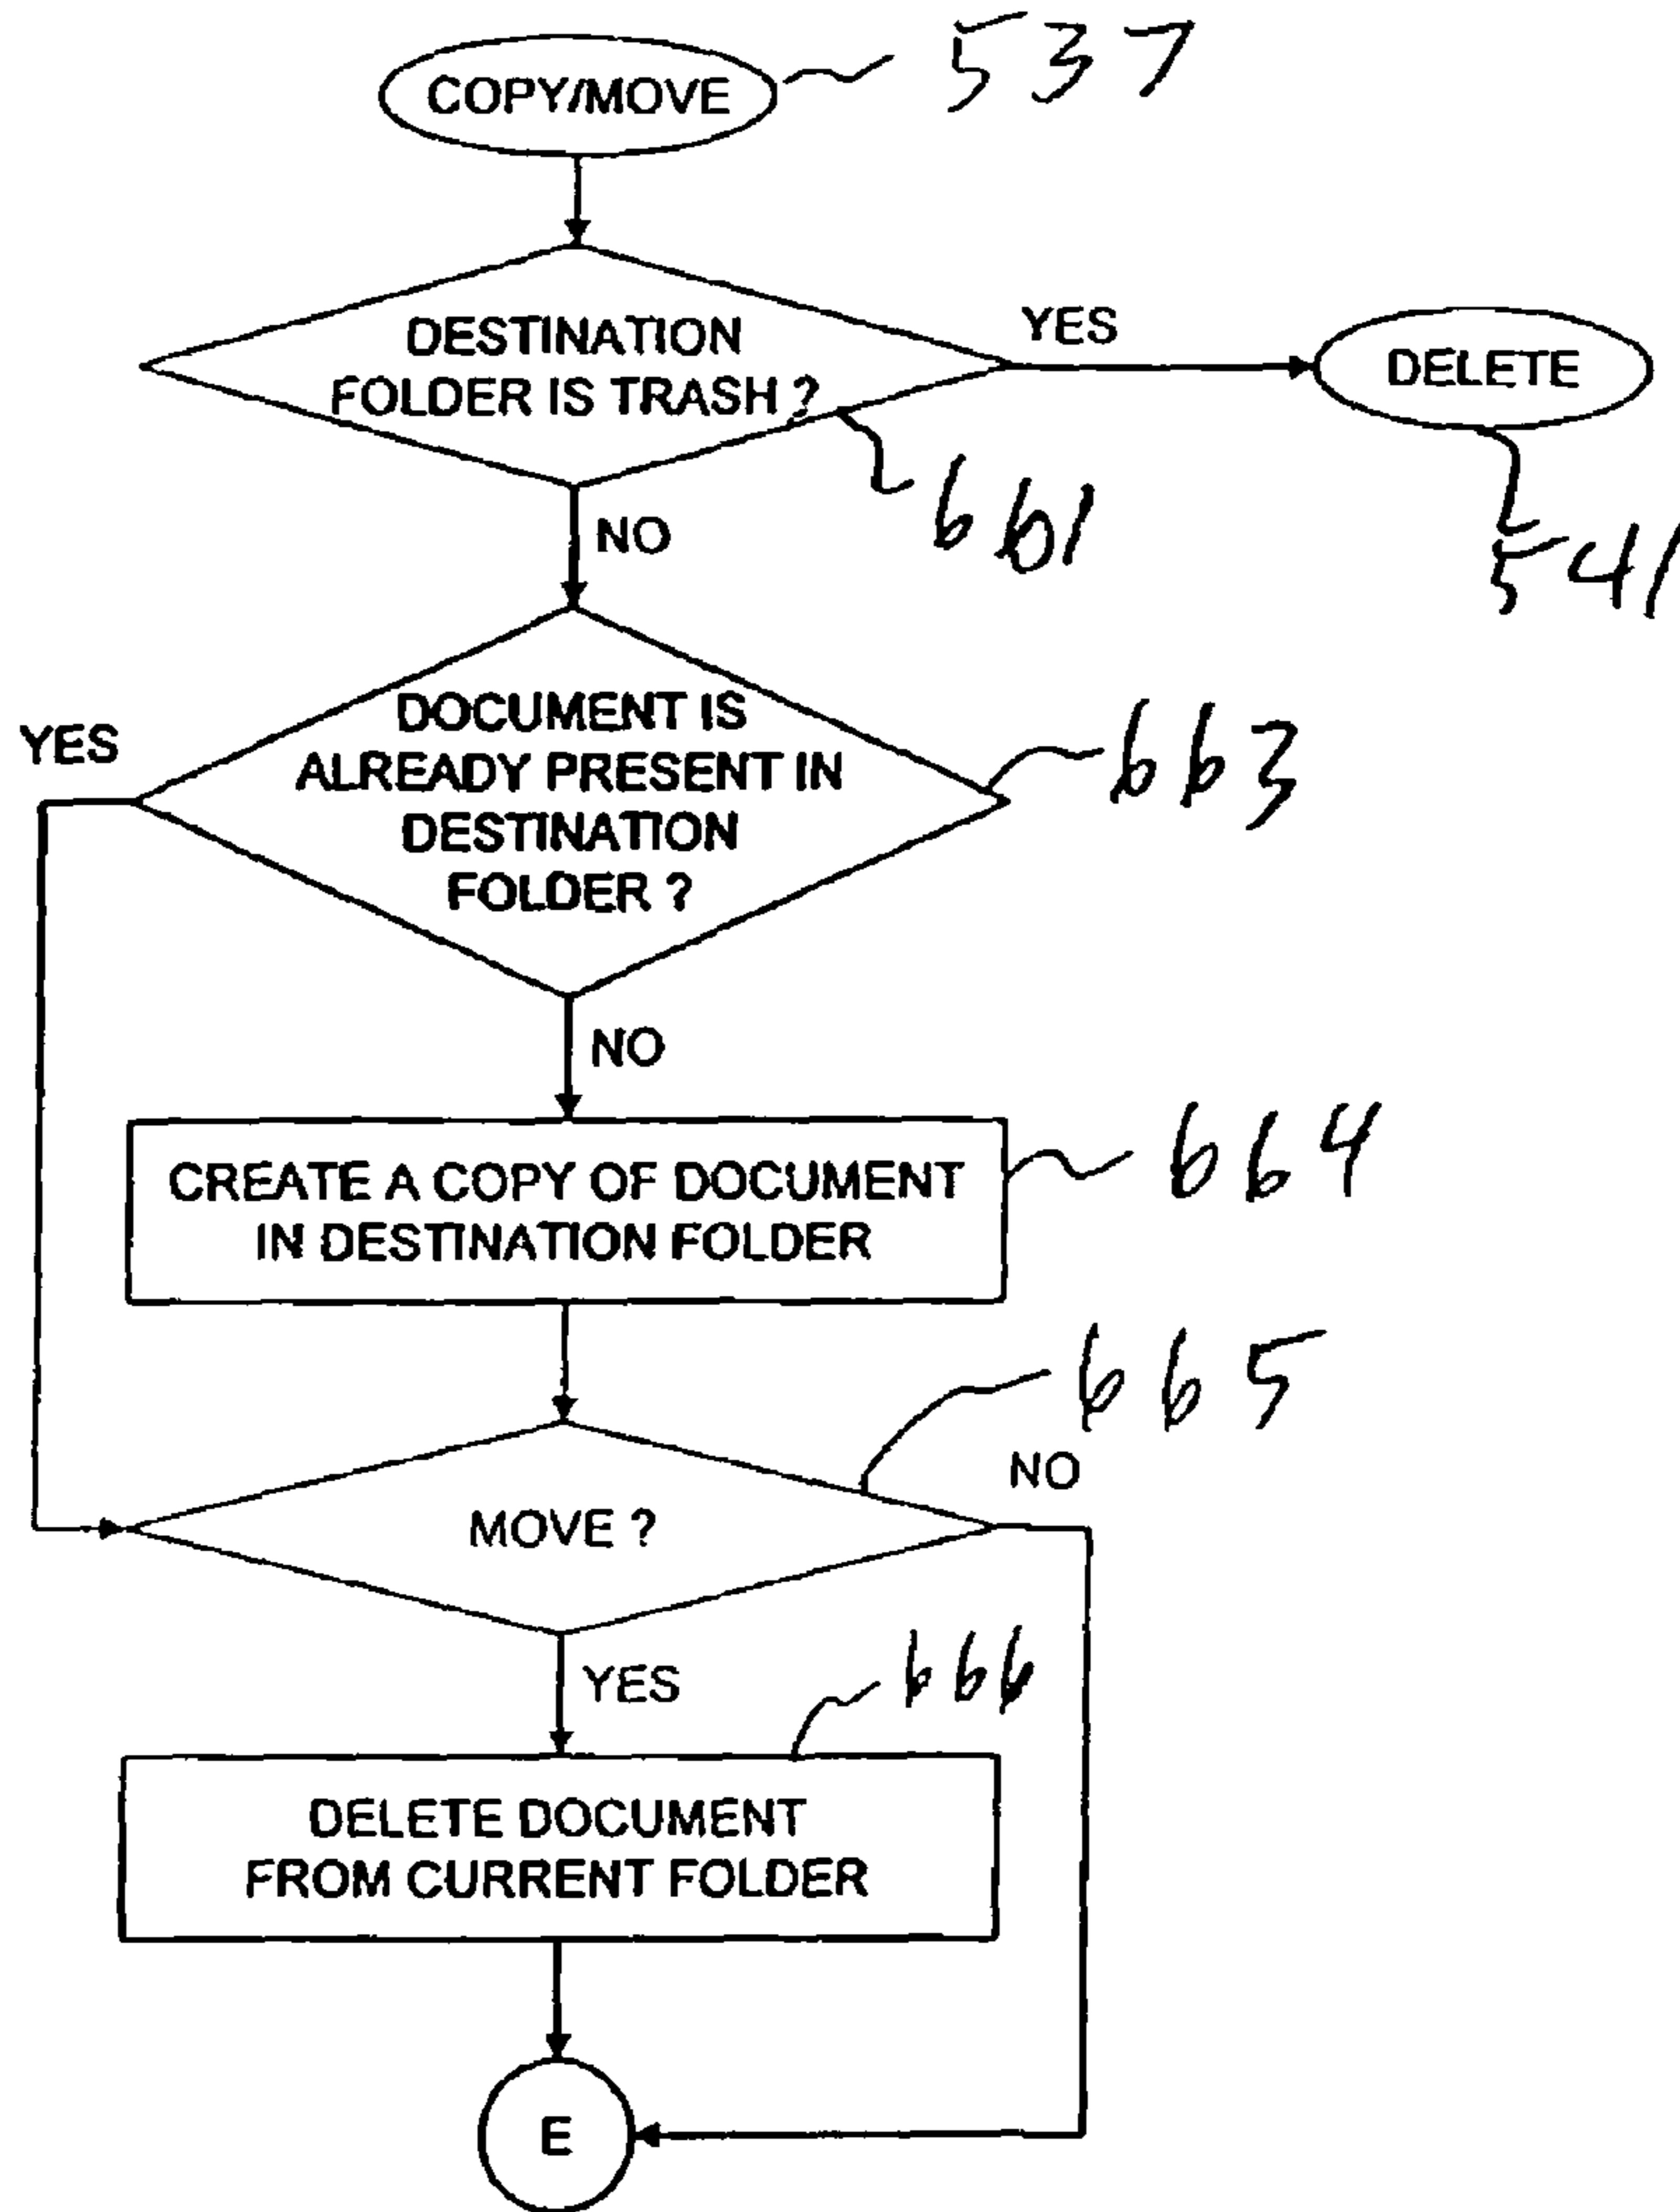 COPY/MOVE
537
DESTINATION
FOLDER IS TRASH ?
YES
DELETE
661
541
NO
DOCUMENT IS
ALREADY PRESENT IN
DESTINATION
FOLDER ?
YES
663
NO
CREATE A COPY OF DOCUMENT
IN DESTINATION FOLDER
664
665
MOVE ?
NO
YES
666
DELETE DOCUMENT
FROM CURRENT FOLDER
E